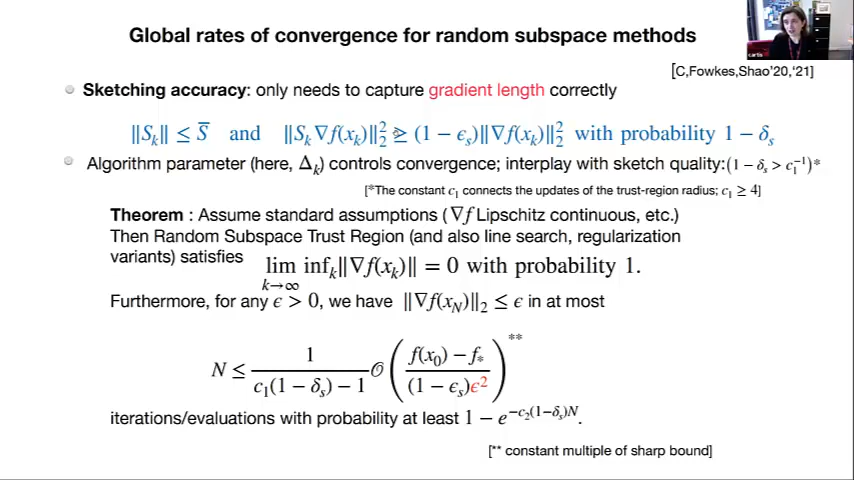 Global rates of convergence for random subspace methods
[C,Fowkes,Shao'20,'21]
Sketching accuracy: only needs to capture gradient length correctly
‖S_k‖ ≤ S̅ and ‖S_k∇f(x_k)‖₂² ≥ (1 − ϵ_s)‖∇f(x_k)‖₂² with probability 1 − δ_s
Algorithm parameter (here, Δ_k) controls convergence; interplay with sketch quality:(1 − δ_s > c₁⁻¹)*
[*The constant c₁ connects the updates of the trust-region radius; c₁ ≥ 4]
Theorem : Assume standard assumptions (∇f Lipschitz continuous, etc.)
Then Random Subspace Trust Region (and also line search, regularization
variants) satisfies
lim inf_k‖∇f(x_k)‖ = 0 with probability 1.
k→∞
Furthermore, for any ϵ > 0, we have ‖∇f(x_N)‖₂ ≤ ϵ in at most
N ≤ 1/(c₁(1 − δ_s) − 1) 𝒪((f(x₀) − f_*)/((1 − ϵ_s)ϵ²))**
iterations/evaluations with probability at least 1 − e^{−c₂(1−δ_s)N}.
[** constant multiple of sharp bound]